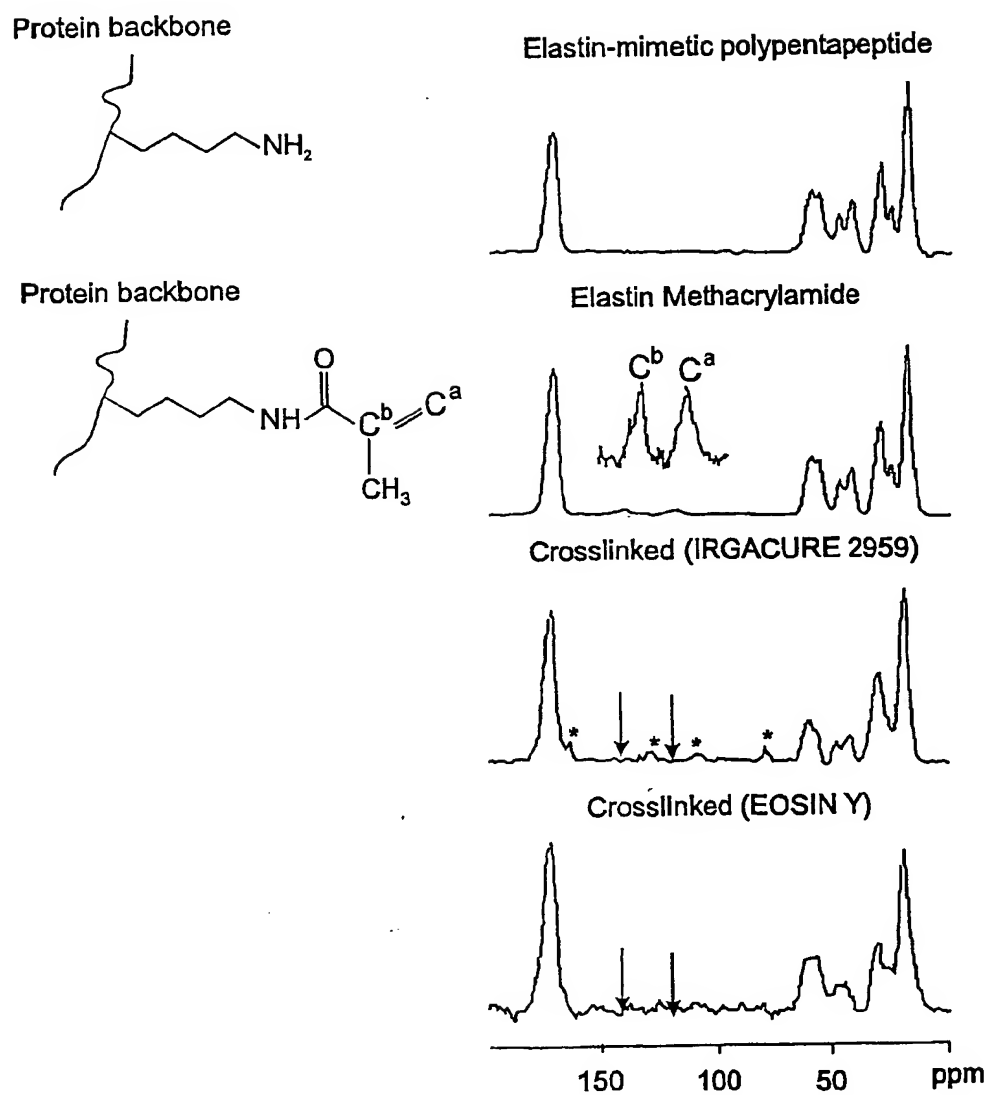 Protein backbone
NH2
Elastin-mimetic polypentapeptide
Protein backbone
O
NH
C^b
C^a
CH3
Elastin Methacrylamide
C^b C^a
Crosslinked (IRGACURE 2959)
* * * *
Crosslinked (EOSIN Y)
150 100 50 ppm